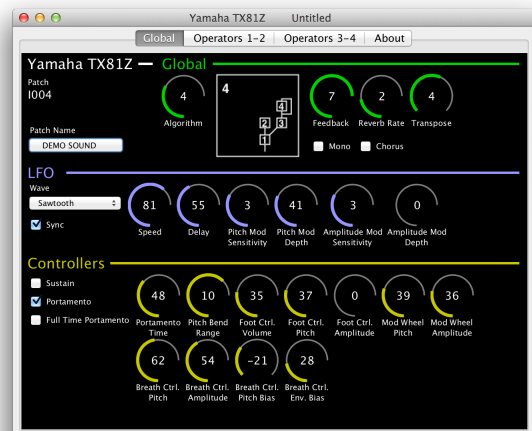 Yamaha TX81Z Untitled
Global Operators 1-2 Operators 3-4 About
Yamaha TX81Z Global
Patch
I004
4
Algorithm
4
4
2 3
1
7
Feedback
2
Reverb Rate
4
Transpose
Patch Name
DEMO SOUND
Mono Chorus
LFO
Wave
Sawtooth
Sync
81
Speed
55
Delay
3
Pitch Mod
Sensitivity
41
Pitch Mod
Depth
3
Amplitude Mod
Sensitivity
0
Amplitude Mod
Depth
Controllers
Sustain
Portamento
Full Time Portamento
48
Portamento
Time
10
Pitch Bend
Range
35
Foot Ctrl.
Volume
37
Foot Ctrl.
Pitch
0
Foot Ctrl.
Amplitude
39
Mod Wheel
Pitch
36
Mod Wheel
Amplitude
62
Breath Ctrl.
Pitch
54
Breath Ctrl.
Amplitude
-21
Breath Ctrl.
Pitch Bias
28
Breath Ctrl.
Env. Bias